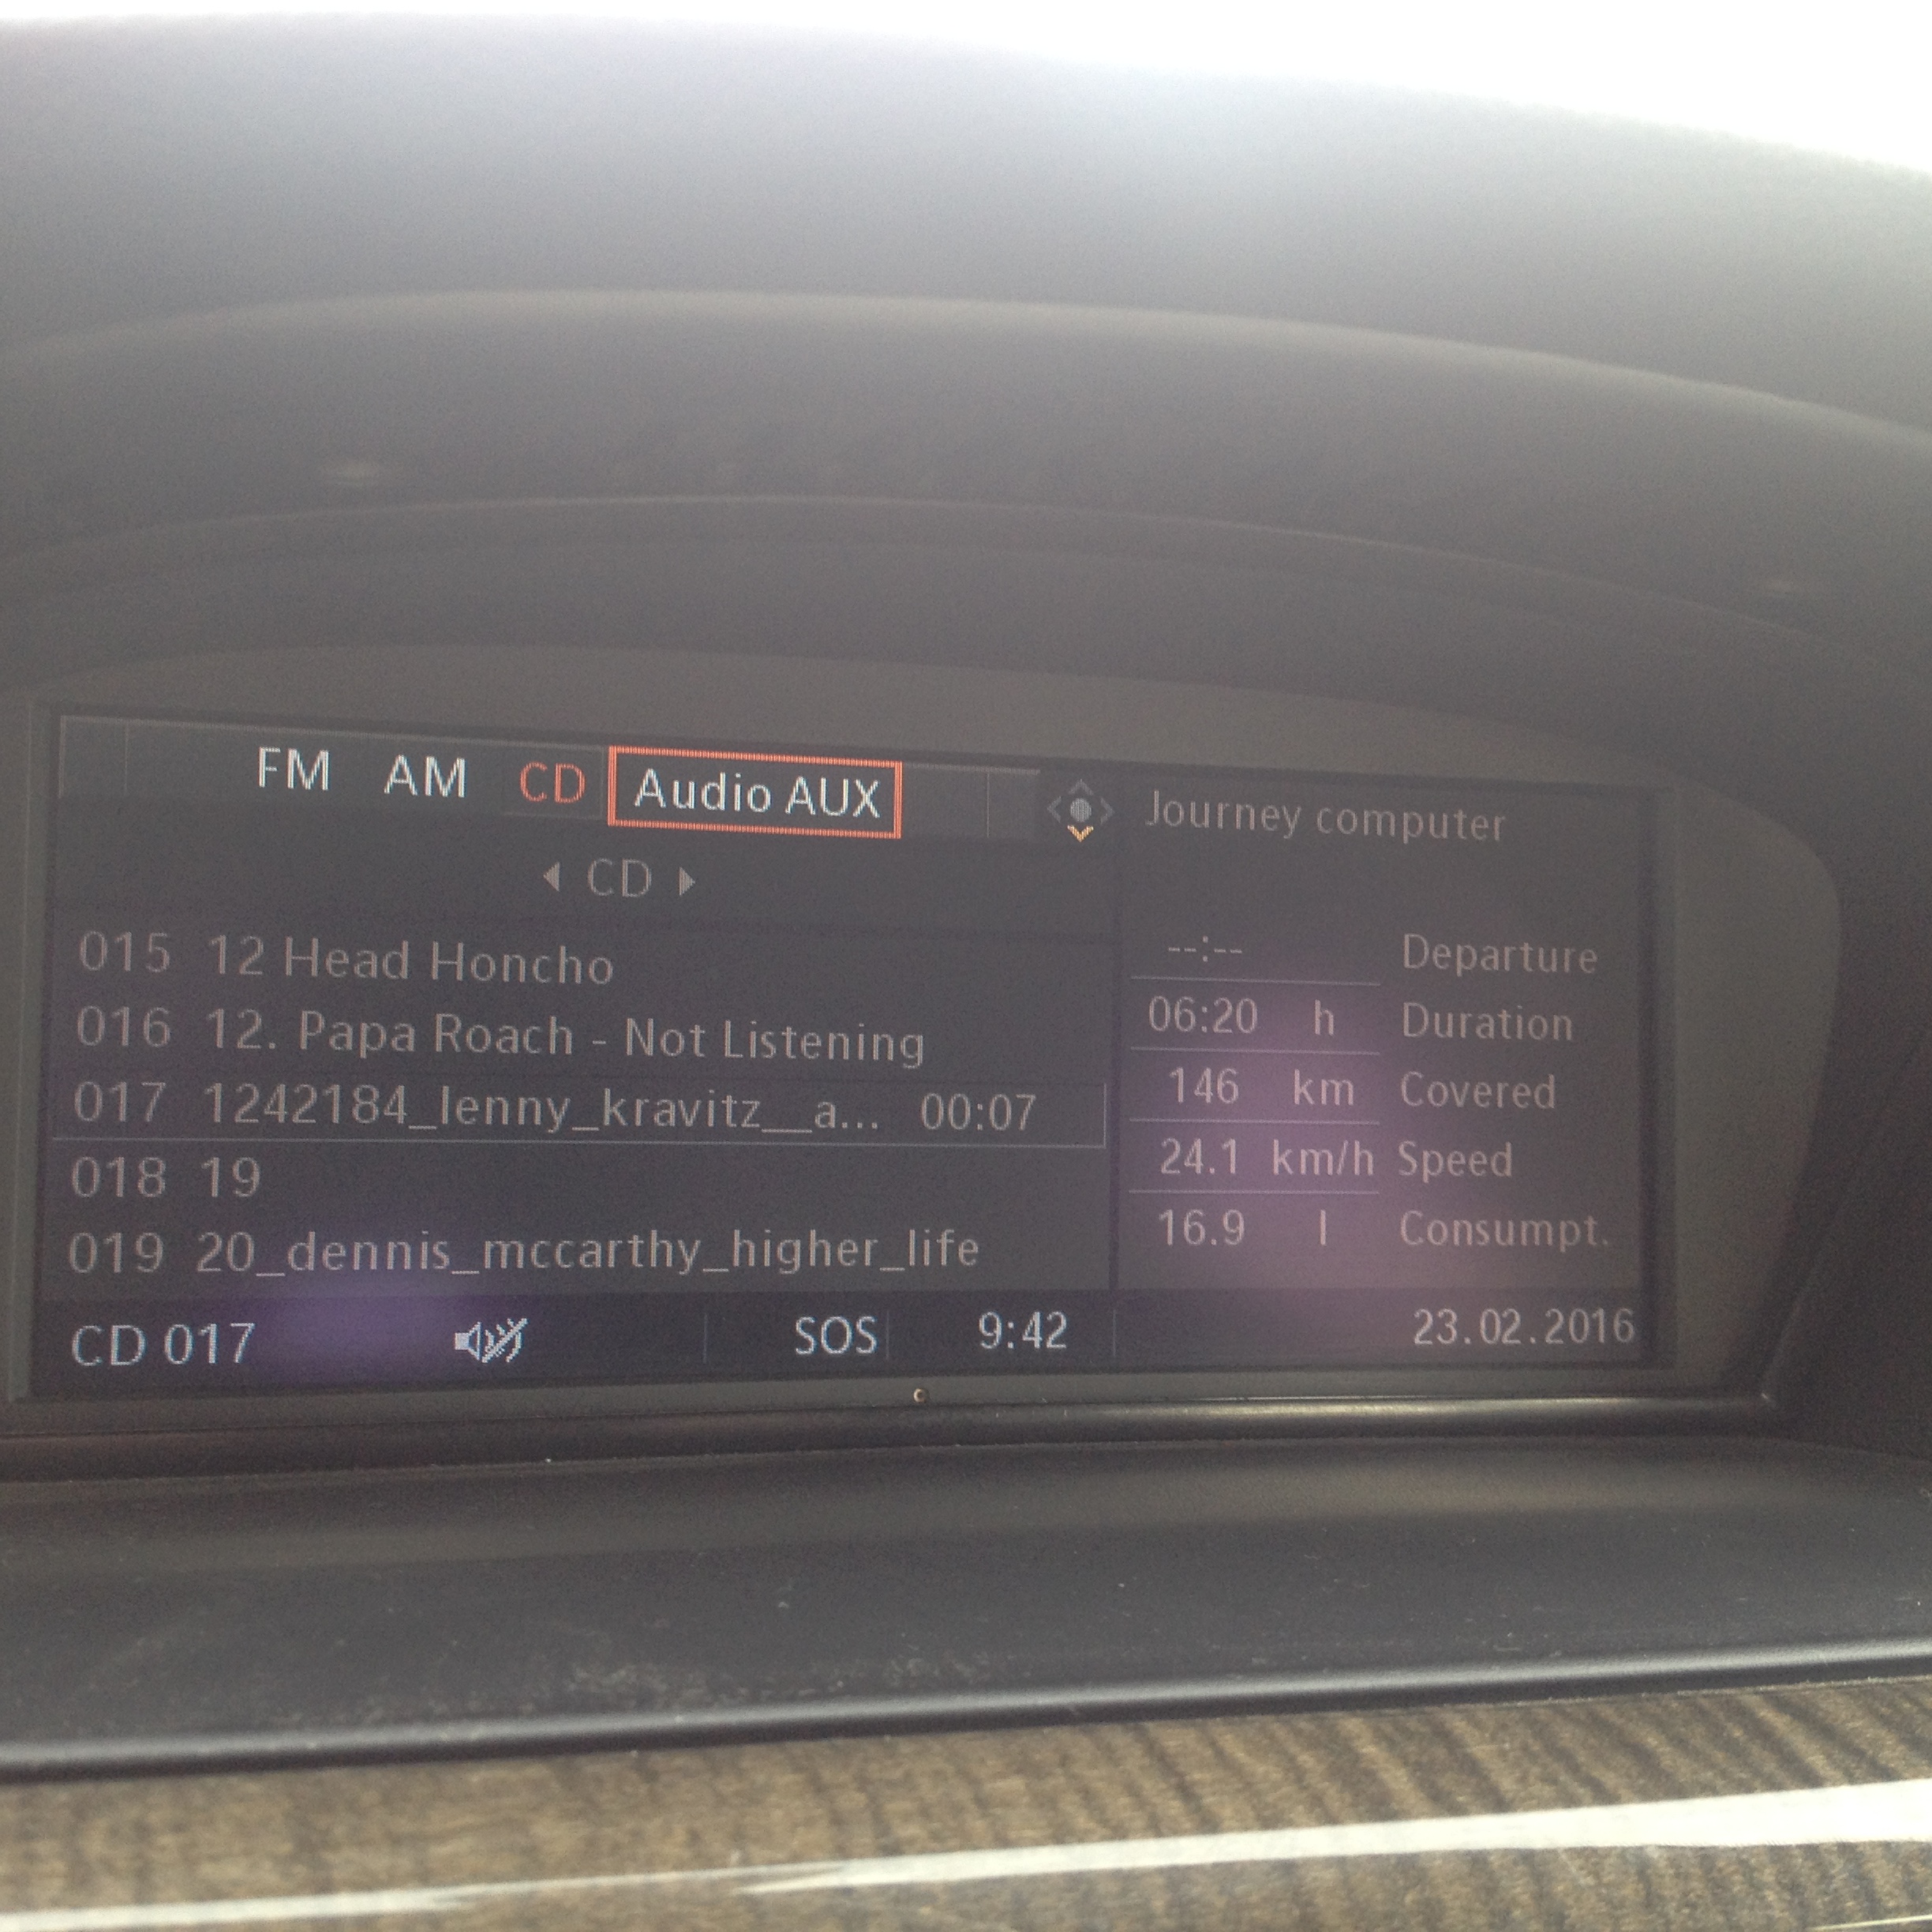 FM AM CD Audio AUX
◀ CD ▶
015 12 Head Honcho
016 12. Papa Roach - Not Listening
017 1242184_lenny_kravitz__a... 00:07
018 19
019 20_dennis_mccarthy_higher_life
CD 017 SOS 9:42
Journey computer
--:-- Departure
06:20 h Duration
146 km Covered
24.1 km/h Speed
16.9 l Consumpt.
23.02.2016